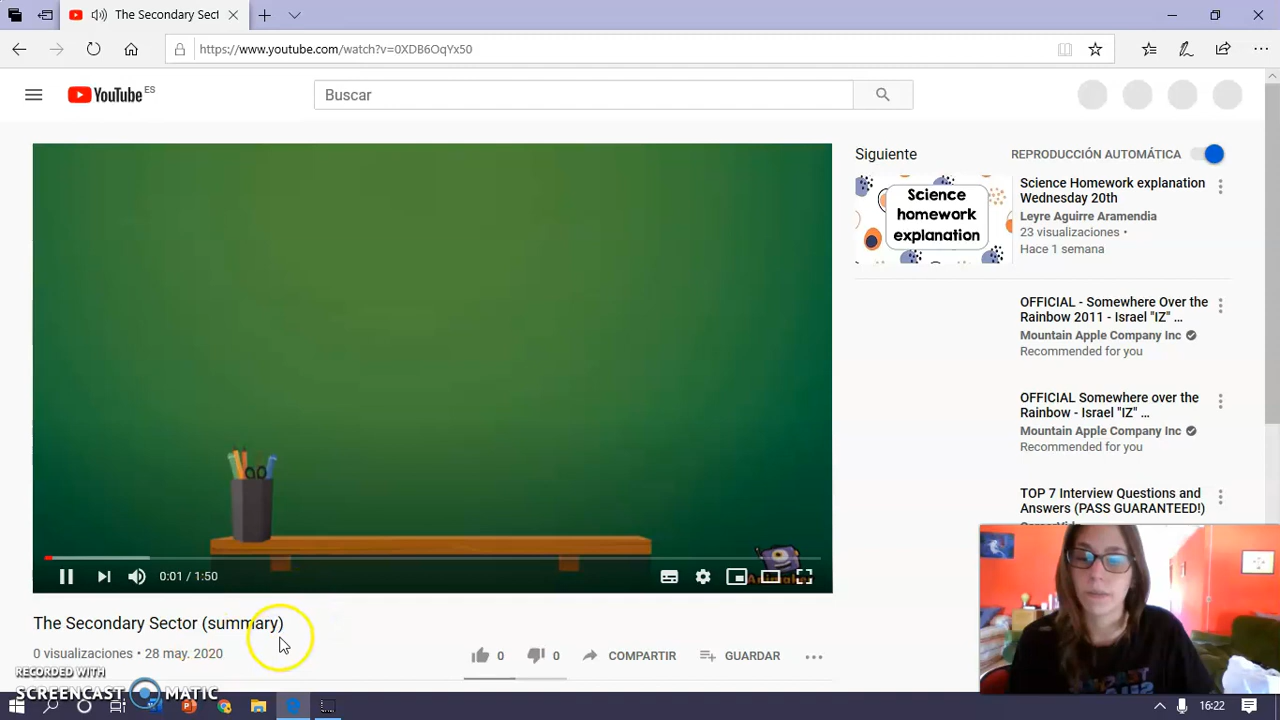 The Secondary Sect
https://www.youtube.com/watch?v=0XDB6OqYx50
YouTube ES
Buscar
Siguiente
REPRODUCCIÓN AUTOMÁTICA
Science
homework
explanation
Science Homework explanation
Wednesday 20th
Leyre Aguirre Aramendia
23 visualizaciones •
Hace 1 semana
OFFICIAL - Somewhere Over the
Rainbow 2011 - Israel "IZ" ...
Mountain Apple Company Inc
Recommended for you
OFFICIAL Somewhere over the
Rainbow - Israel "IZ" ...
Mountain Apple Company Inc
Recommended for you
TOP 7 Interview Questions and
Answers (PASS GUARANTEED!)
Animaker
0:01 / 1:50
The Secondary Sector (summary)
0 visualizaciones • 28 may. 2020
0
0
COMPARTIR
GUARDAR
RECORDED WITH
SCREENCAST MATIC
16:22